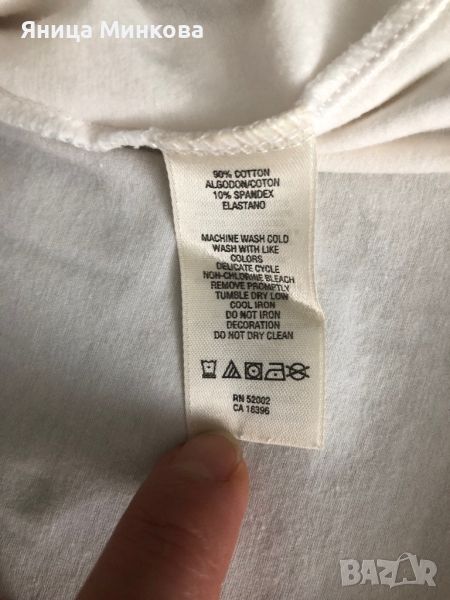 Яница Минкова
90% COTTON
ALGODON/COTON
10% SPANDEX
ELASTANO
MACHINE WASH COLD
WASH WITH LIKE
COLORS
DELICATE CYCLE
NON-CHLORINE BLEACH
REMOVE PROMPTLY
TUMBLE DRY LOW
COOL IRON
DO NOT IRON
DECORATION
DO NOT DRY CLEAN
RN 52002
CA 16396
BAZAR